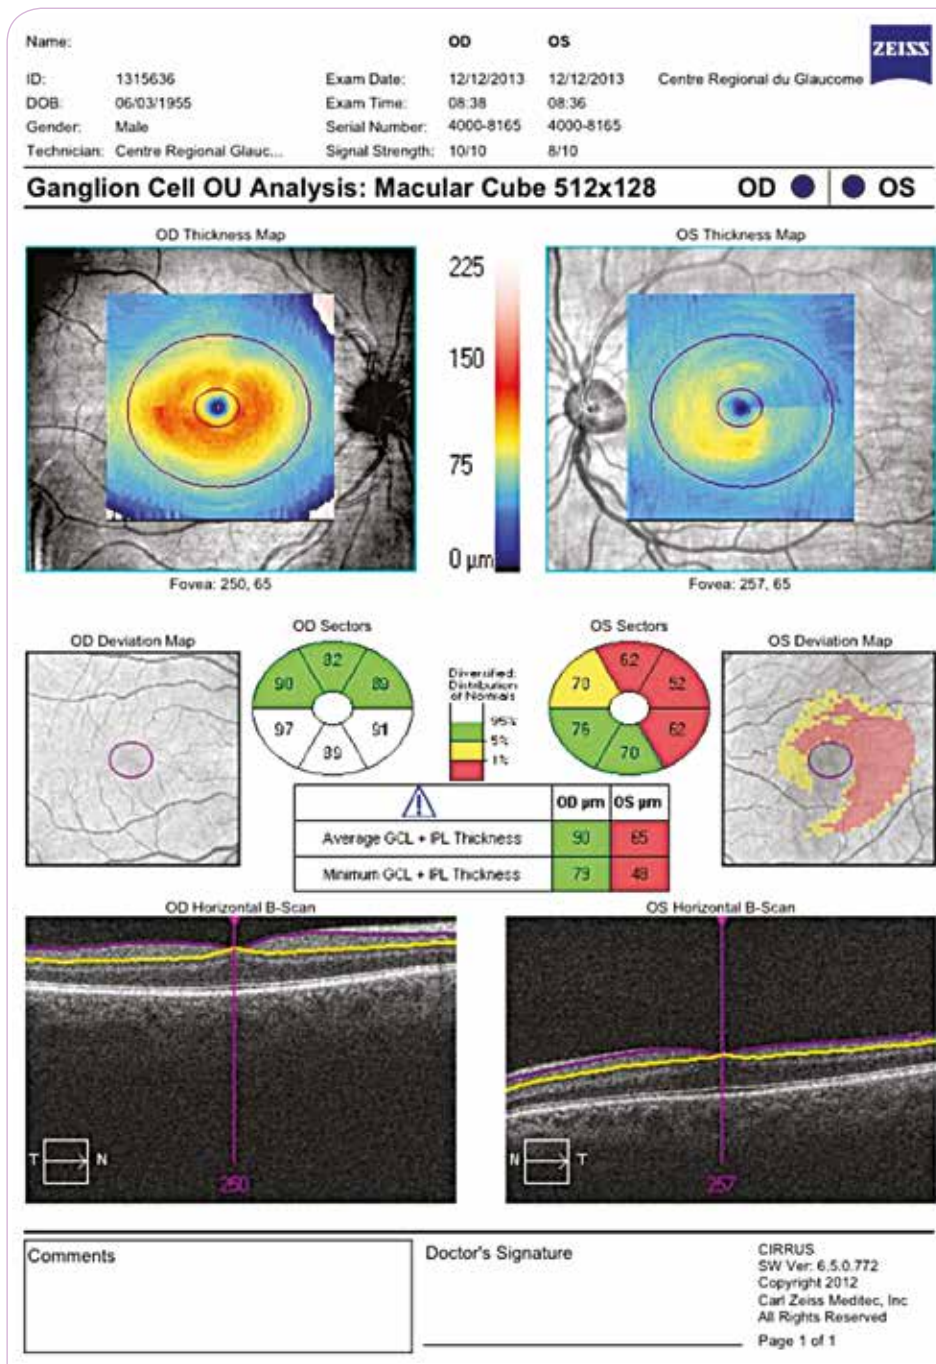 Name: OD OS
ZEISS
ID: 1315636 Exam Date: 12/12/2013 12/12/2013 Centre Regional du Glaucome
DOB: 06/03/1955 Exam Time: 08:38 08:36
Gender: Male Serial Number: 4000-8165 4000-8165
Technician: Centre Regional Glauc... Signal Strength: 10/10 8/10
Ganglion Cell OU Analysis: Macular Cube 512x128 OD OS
OD Thickness Map
OS Thickness Map
225
150
75
0 µm
Fovea: 250, 65
Fovea: 257, 65
OD Deviation Map
OD Sectors
82
90 89
97 91
89
Diversified:
Distribution
of Normals
95%
5%
1%
OS Sectors
62
70 52
76 62
70
OS Deviation Map
OD µm OS µm
Average GCL + IPL Thickness 90 65
Minimum GCL + IPL Thickness 79 48
OD Horizontal B-Scan
OS Horizontal B-Scan
T N
250
N T
257
Comments
Doctor's Signature
CIRRUS
SW Ver: 6.5.0.772
Copyright 2012
Carl Zeiss Meditec, Inc
All Rights Reserved
Page 1 of 1